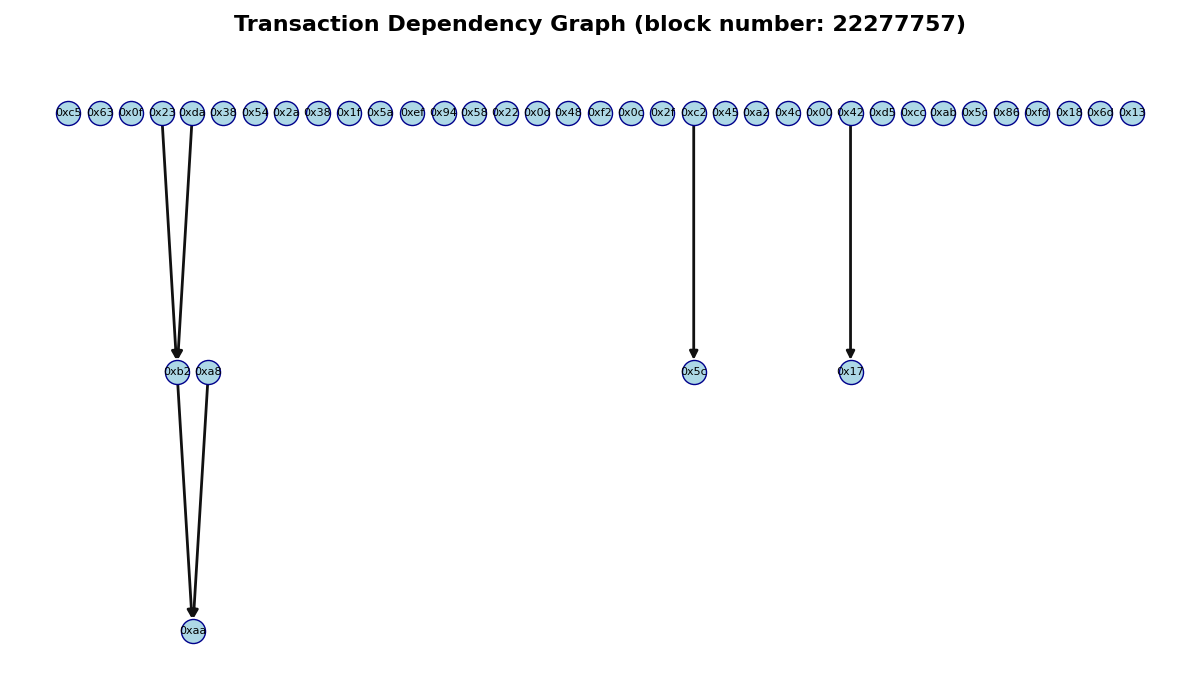 Transaction Dependency Graph (block number: 22277757)
0xc5 0x63 0x0f 0x23 0xda 0x38 0x54 0x2a 0x38 0x1f 0x5a 0xef 0x94 0x58 0x22 0x0d 0x48 0xf2 0x0c 0x2f 0xc2 0x45 0xa2 0x4c 0x00 0x42 0xd5 0xcc 0xab 0x5c 0x86 0xfd 0x18 0x6d 0x13
0xb2 0xa8 0x5c 0x17
0xaa